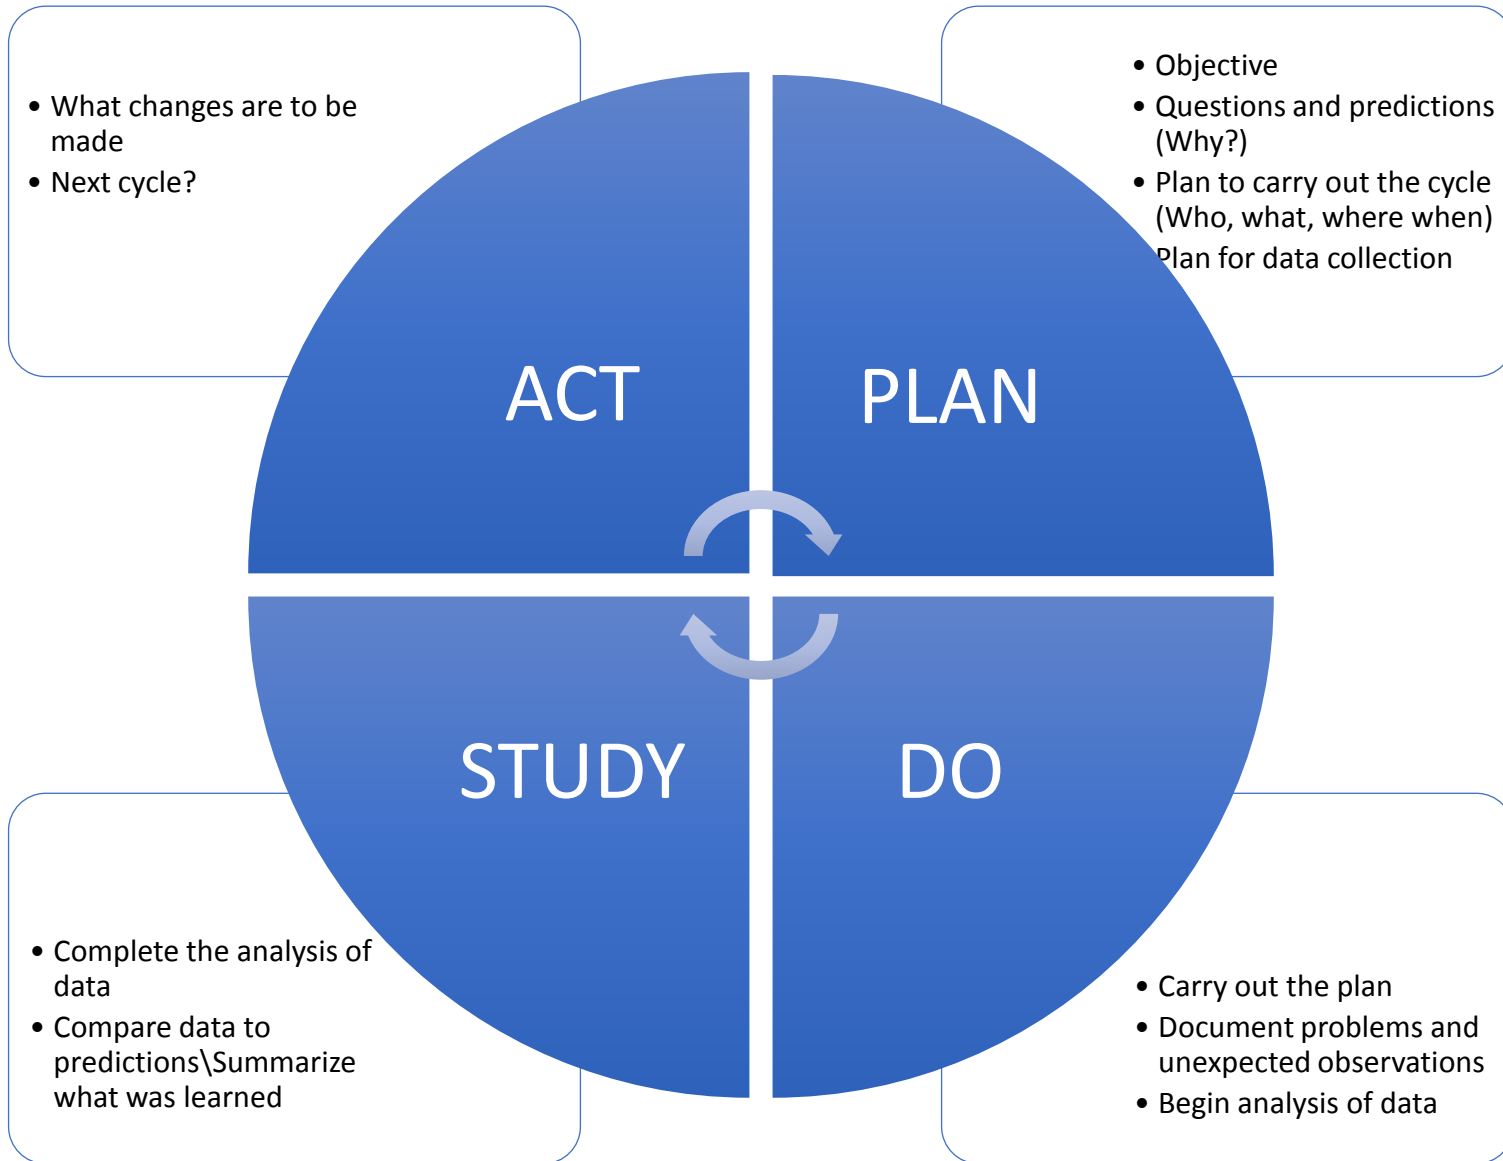 • What changes are to be
made
• Next cycle?
• Objective
• Questions and predictions
(Why?)
• Plan to carry out the cycle
(Who, what, where when)
Plan for data collection
ACT
PLAN
STUDY
DO
• Complete the analysis of
data
• Compare data to
predictions\Summarize
what was learned
• Carry out the plan
• Document problems and
unexpected observations
• Begin analysis of data